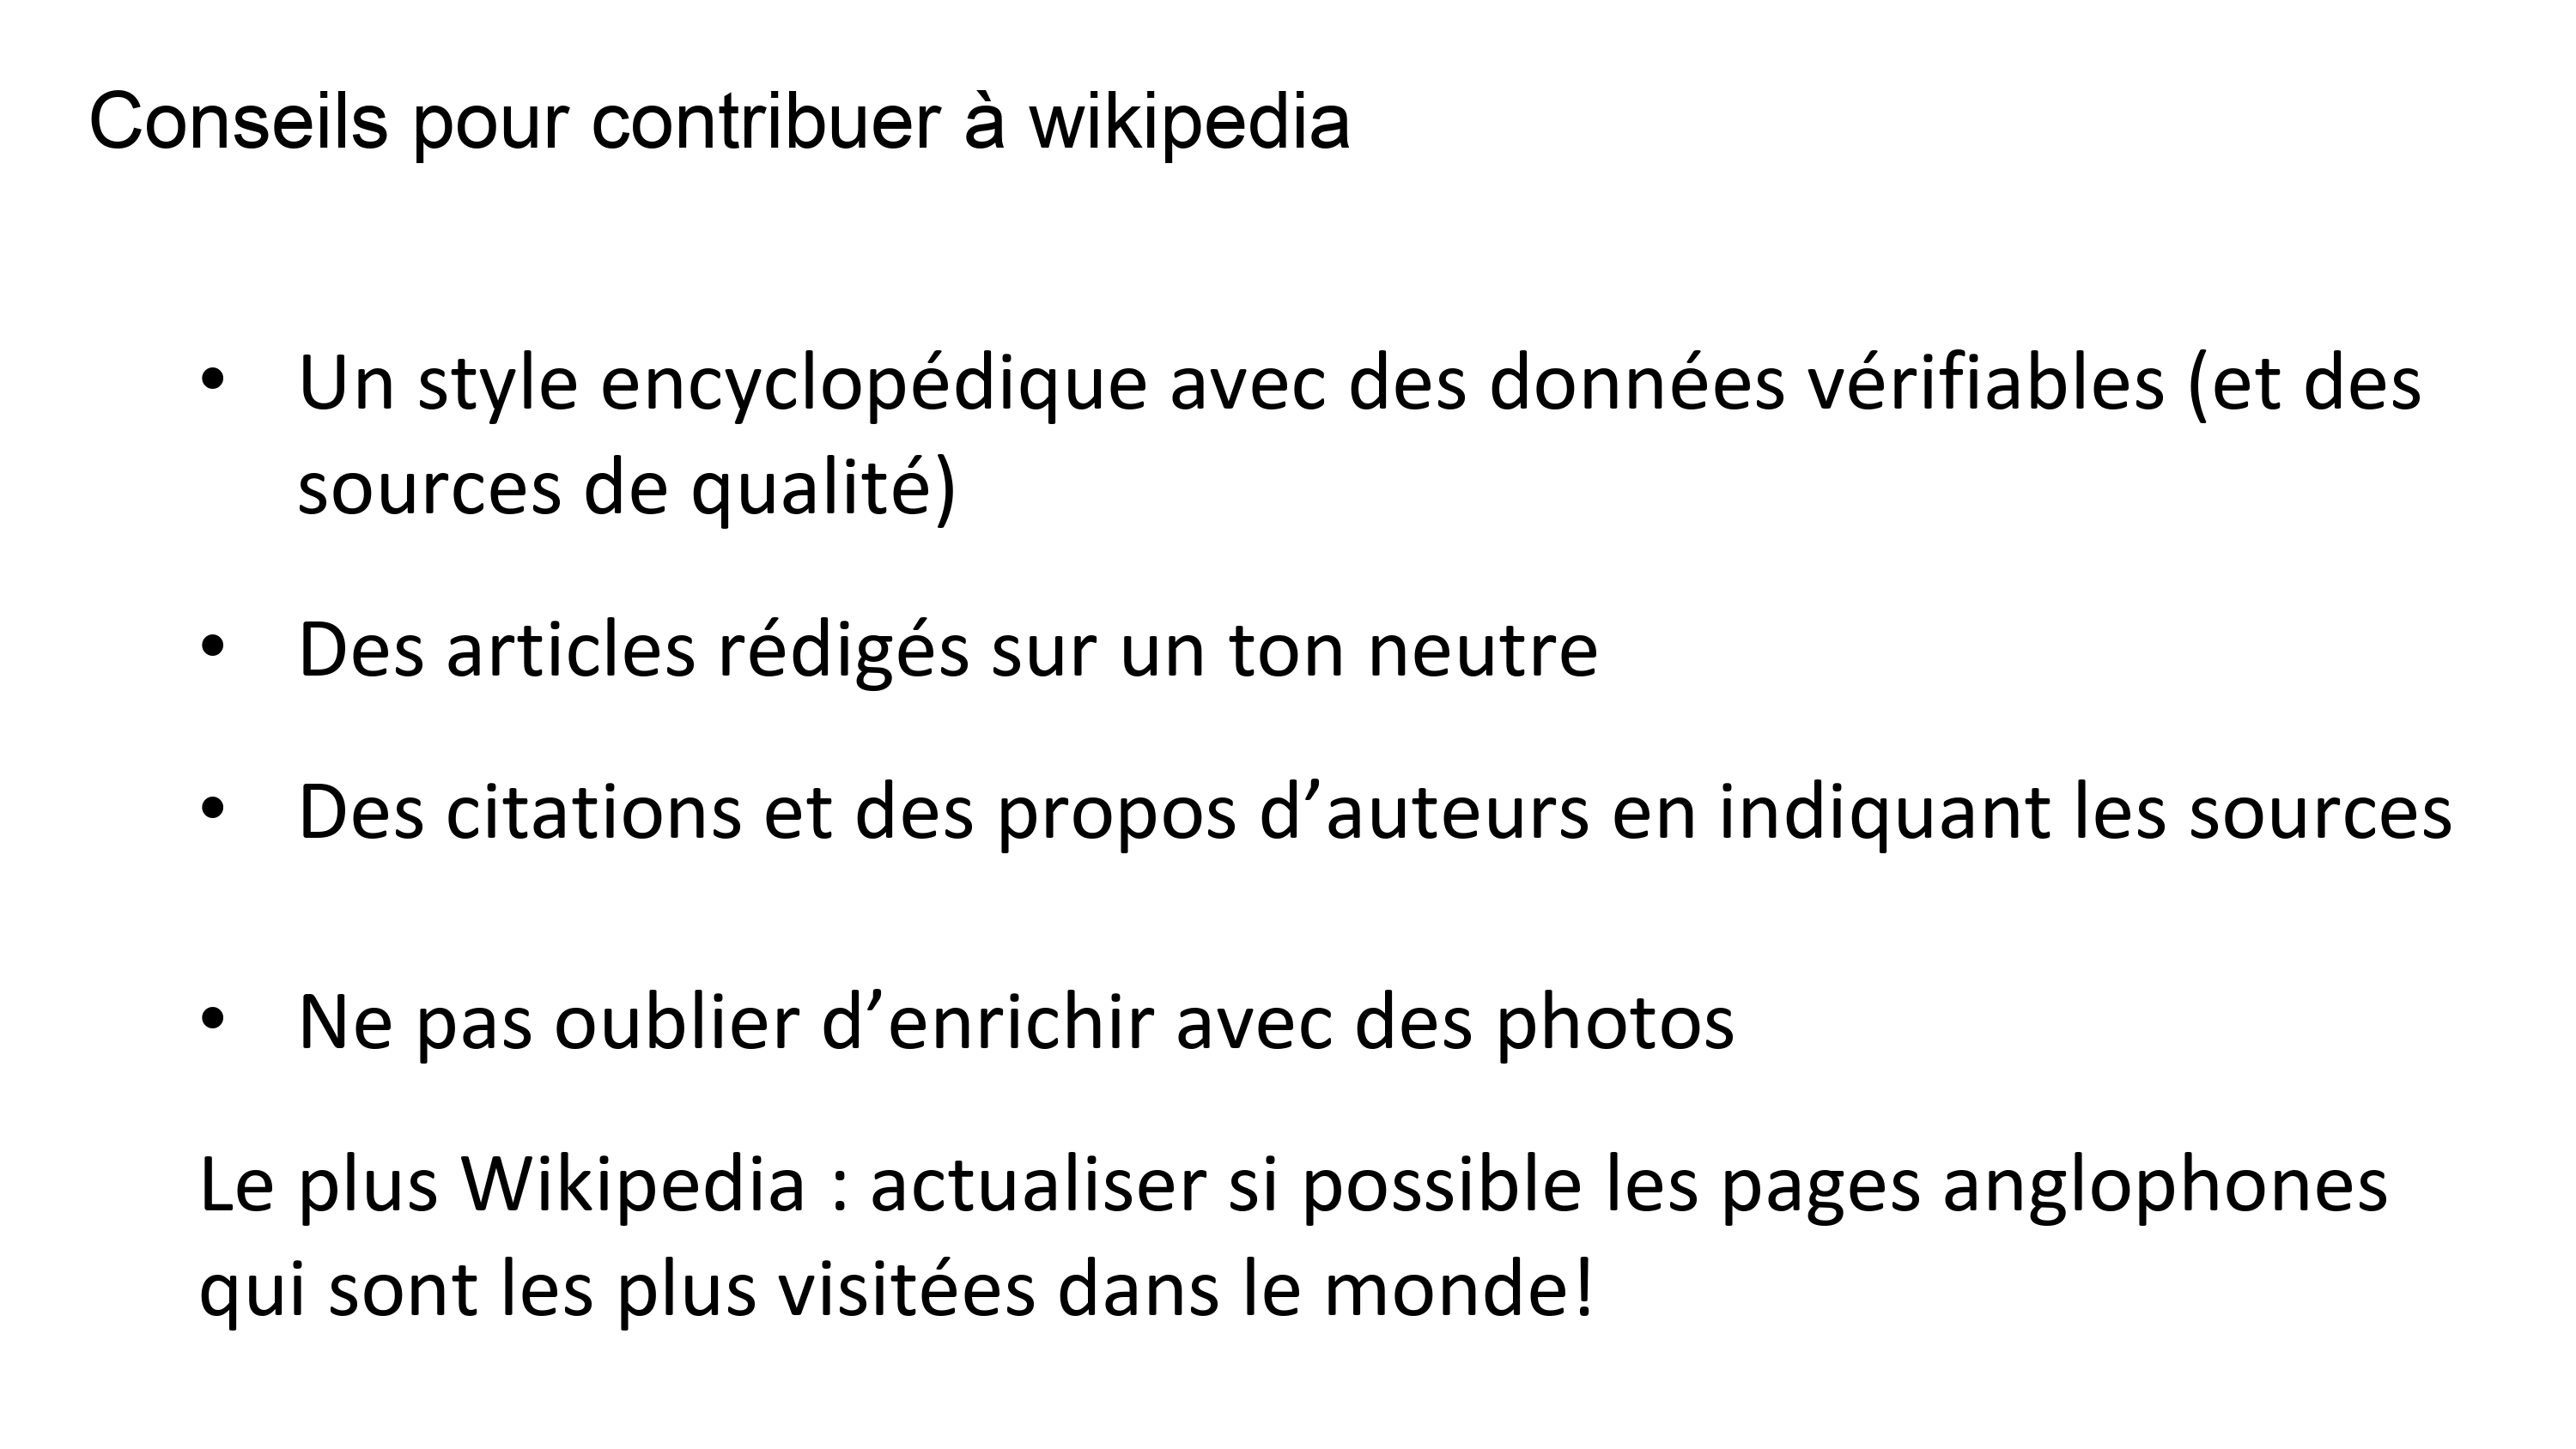 Conseils pour contribuer à wikipedia
• Un style encyclopédique avec des données vérifiables (et des
sources de qualité)
• Des articles rédigés sur un ton neutre
• Des citations et des propos d’auteurs en indiquant les sources
• Ne pas oublier d’enrichir avec des photos
Le plus Wikipedia : actualiser si possible les pages anglophones
qui sont les plus visitées dans le monde!